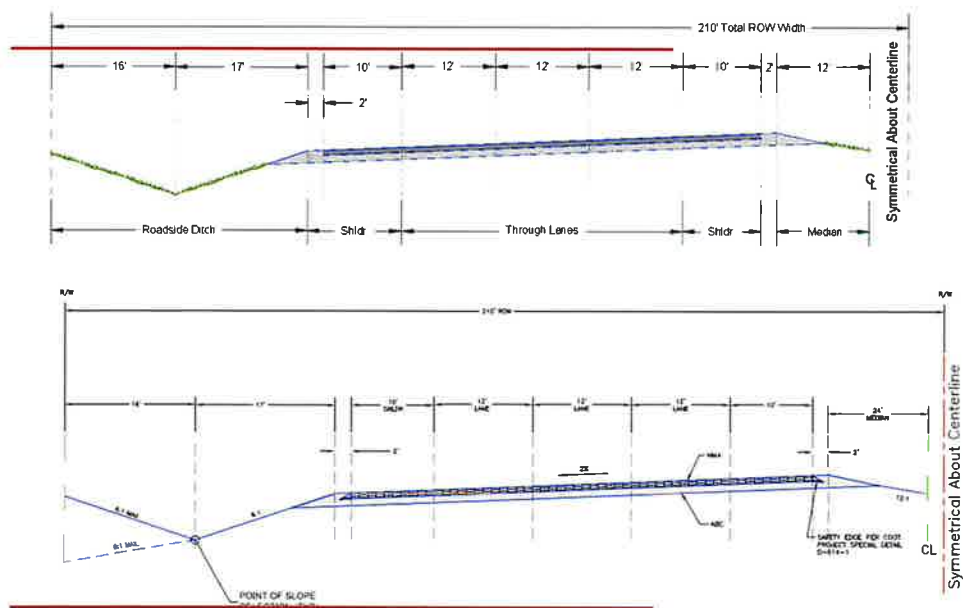 210' Total ROW Width
16' 17' 10' 12' 12' 12 10' 2' 12'
2'
Symmetrical About Centerline
CL
Roadside Ditch Shldr Through Lanes Shldr Median
R/W R/W
210' ROW
16' 17' 10' SHLDR 12' LANE 12' LANE 12' LANE 10' 24' MEDIAN
2' 2'
2%
HMA
6:1 MAX 6:1 12:1
6:1 MAX
ABC
SAFETY EDGE PER CDOT
PROJECT SPECIAL DETAIL
D-614-1
CL
Symmetrical About Centerline
POINT OF SLOPE